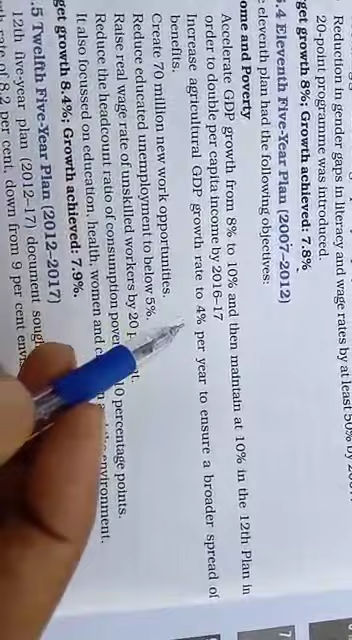 Reduction in gender gaps in literacy and wage rates by at least 50% by
20-point programme was introduced.
rget growth 8%; Growth achieved: 7.8%
.4 Eleventh Five-Year Plan (2007–2012)
e eleventh plan had the following objectives:
ome and Poverty
Accelerate GDP growth from 8% to 10% and then maintain at 10% in the 12th Plan in
order to double per capita income by 2016–17
Increase agricultural GDP growth rate to 4% per year to ensure a broader spread of
benefits.
Create 70 million new work opportunities.
Reduce educated unemployment to below 5%.
Raise real wage rate of unskilled workers by 20
Reduce the headcount ratio of consumption 10 percentage points.
It also focussed on education, health, women and environment.
get growth 8.4%; Growth achieved: 7.9%.
.5 Twelfth Five-Year Plan (2012–2017)
12th five-year plan (2012–17) document
rate of 8.2 per cent, down from 9 per cent
7